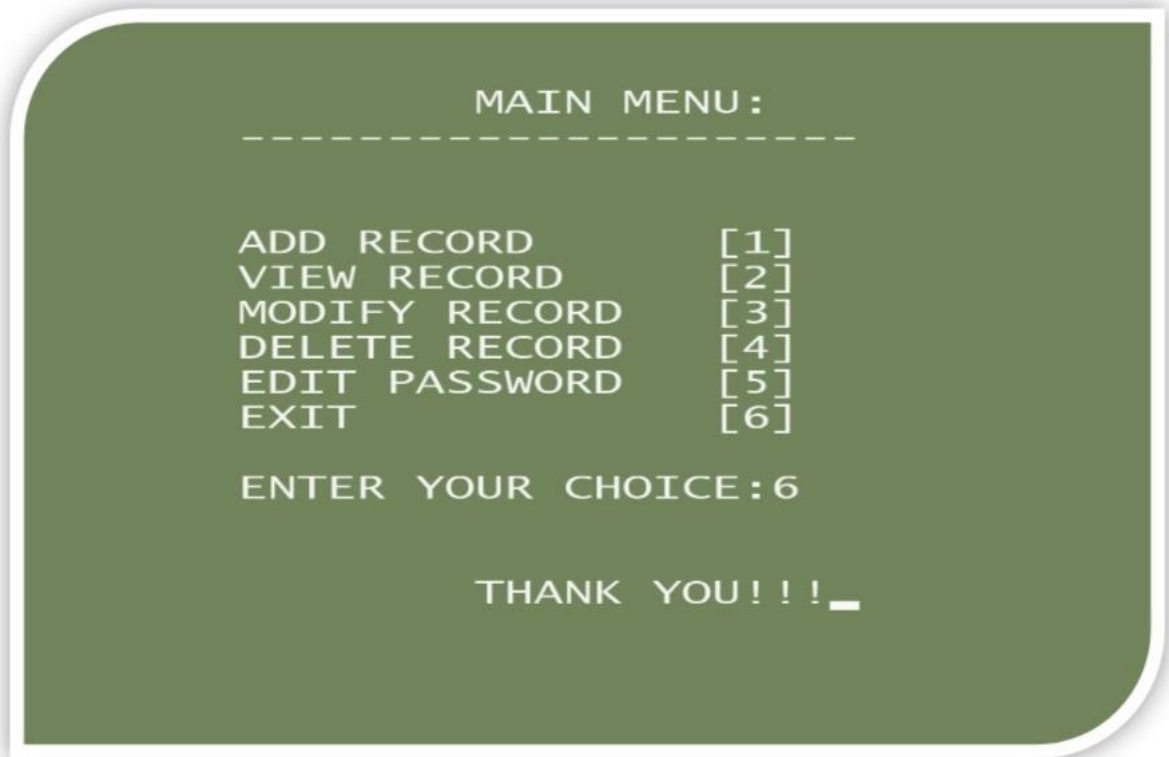 MAIN MENU:
---------------------
ADD RECORD [1]
VIEW RECORD [2]
MODIFY RECORD [3]
DELETE RECORD [4]
EDIT PASSWORD [5]
EXIT [6]
ENTER YOUR CHOICE:6
THANK YOU!!!_